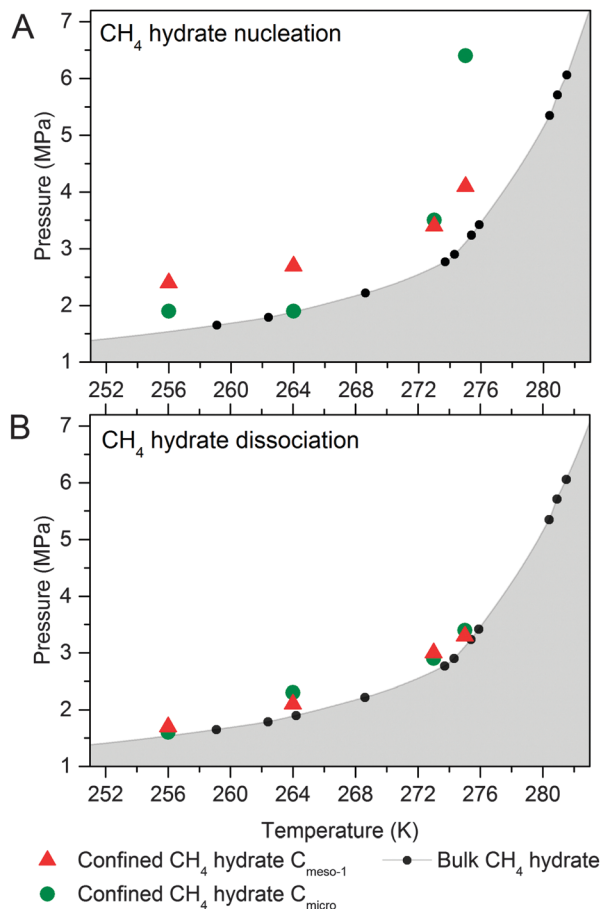 A
CH4 hydrate nucleation
Pressure (MPa)
7
6
5
4
3
2
1
252 256 260 264 268 272 276 280
B
CH4 hydrate dissociation
Pressure (MPa)
7
6
5
4
3
2
1
252 256 260 264 268 272 276 280
Temperature (K)
Confined CH4 hydrate Cmeso-1 Bulk CH4 hydrate
Confined CH4 hydrate Cmicro